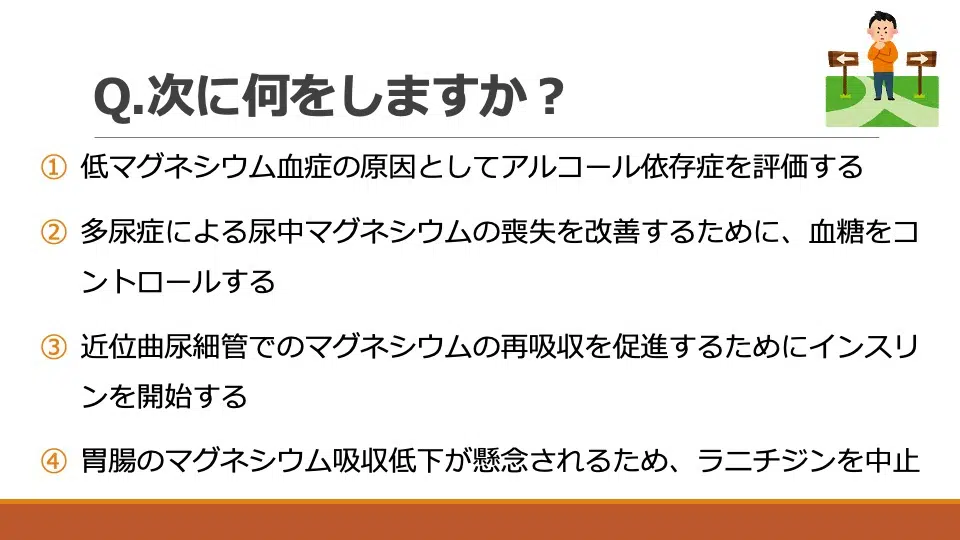 Q.次に何をしますか？
① 低マグネシウム血症の原因としてアルコール依存症を評価する
② 多尿症による尿中マグネシウムの喪失を改善するために、血糖をコ
ントロールする
③ 近位曲尿細管でのマグネシウムの再吸収を促進するためにインスリ
ンを開始する
④ 胃腸のマグネシウム吸収低下が懸念されるため、ラニチジンを中止